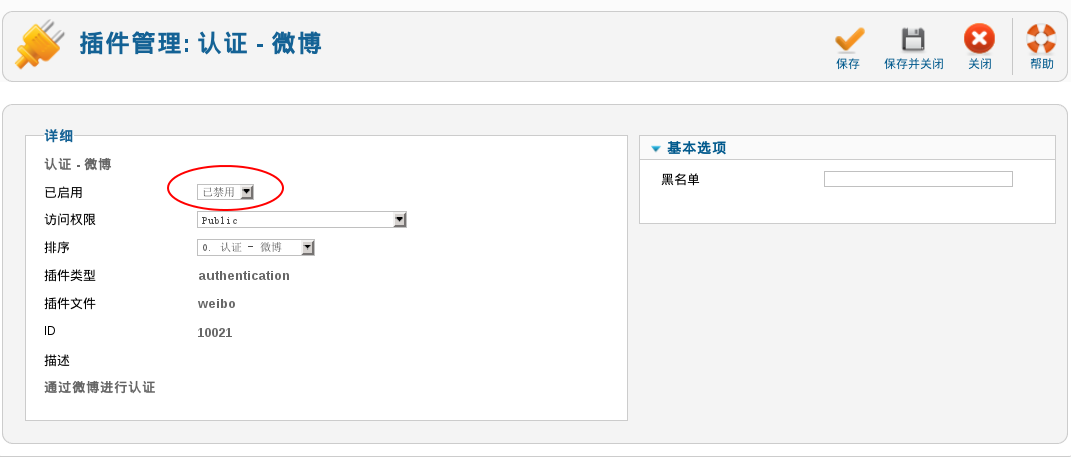 插件管理: 认证 - 微博
保存
保存并关闭
关闭
帮助
详细
认证 - 微博
已启用 已禁用
访问权限 Public
排序 0. 认证 - 微博
插件类型 authentication
插件文件 weibo
ID 10021
描述
通过微博进行认证
基本选项
黑名单